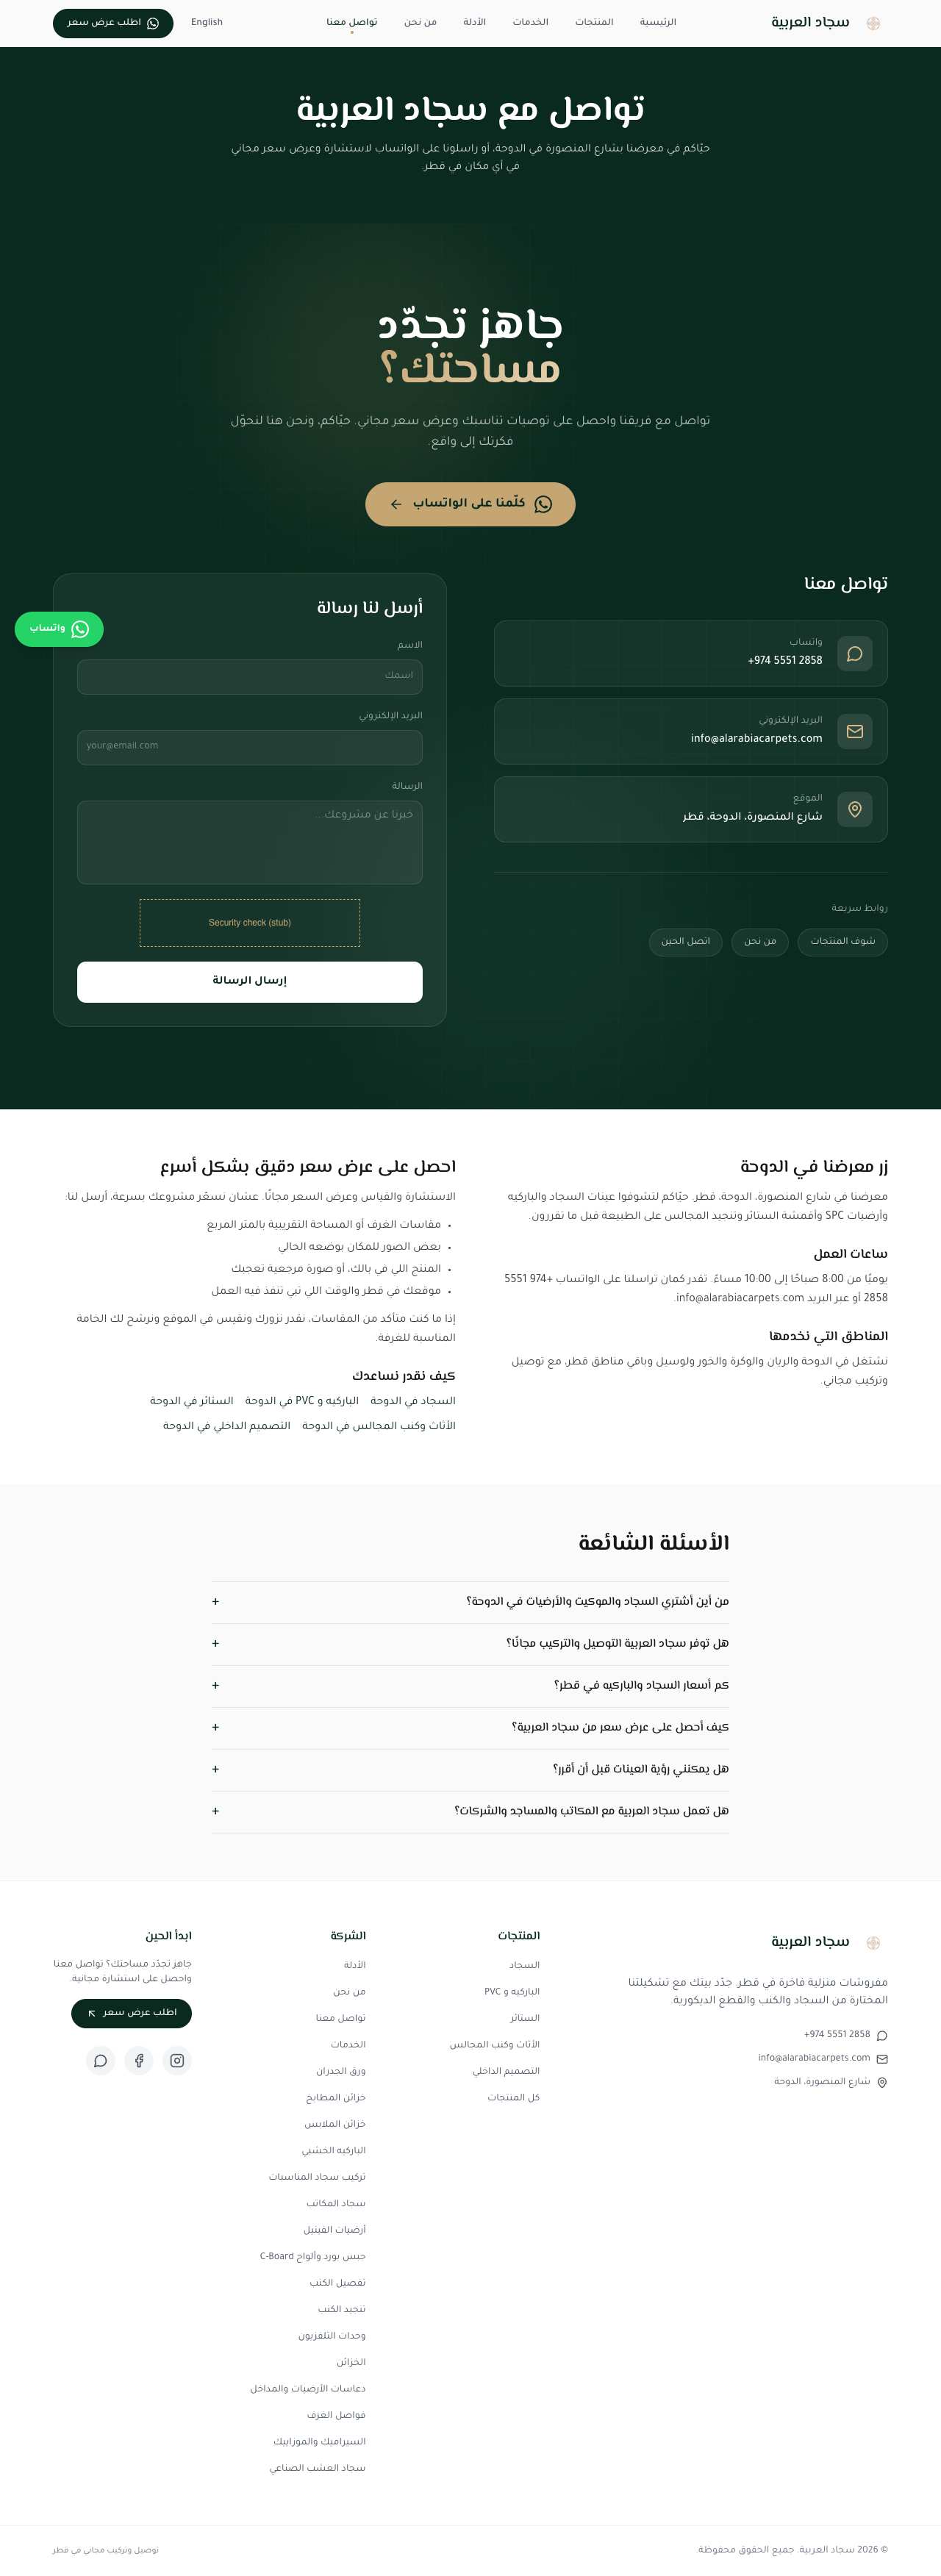 سجاد العربية
الرئيسية
المنتجات
الخدمات
الأدلة
من نحن
تواصل معنا
English
اطلب عرض سعر
تواصل مع سجاد العربية
حيّاكم في معرضنا بشارع المنصورة في الدوحة، أو راسلونا على الواتساب لاستشارة وعرض سعر مجاني
في أي مكان في قطر.
جاهز تجدّد
مساحتك؟
تواصل مع فريقنا واحصل على توصيات تناسبك وعرض سعر مجاني. حيّاكم، ونحن هنا لنحوّل
فكرتك إلى واقع.
كلّمنا على الواتساب
تواصل معنا
واتساب
+974 5551 2858
البريد الإلكتروني
info@alarabiacarpets.com
الموقع
شارع المنصورة، الدوحة، قطر
روابط سريعة
شوف المنتجات
من نحن
اتصل الحين
أرسل لنا رسالة
الاسم
اسمك
البريد الإلكتروني
your@email.com
الرسالة
خبرنا عن مشروعك...
Security check (stub)
إرسال الرسالة
واتساب
زر معرضنا في الدوحة
معرضنا في شارع المنصورة، الدوحة، قطر. حيّاكم لتشوفوا عينات السجاد والباركيه
وأرضيات SPC وأقمشة الستائر وتنجيد المجالس على الطبيعة قبل ما تقررون.
ساعات العمل
يوميًا من 8:00 صباحًا إلى 10:00 مساءً. تقدر كمان تراسلنا على الواتساب +974 5551
2858 أو عبر البريد info@alarabiacarpets.com.
المناطق التي نخدمها
نشتغل في الدوحة والريان والوكرة والخور ولوسيل وباقي مناطق قطر، مع توصيل
وتركيب مجاني.
احصل على عرض سعر دقيق بشكل أسرع
الاستشارة والقياس وعرض السعر مجانًا. عشان نسعّر مشروعك بسرعة، أرسل لنا:
• مقاسات الغرف أو المساحة التقريبية بالمتر المربع
• بعض الصور للمكان بوضعه الحالي
• المنتج اللي في بالك، أو صورة مرجعية تعجبك
• موقعك في قطر والوقت اللي تبي تنفذ فيه العمل
إذا ما كنت متأكد من المقاسات، نقدر نزورك ونقيس في الموقع ونرشح لك الخامة
المناسبة للغرفة.
كيف نقدر نساعدك
السجاد في الدوحة
الباركيه و PVC في الدوحة
الستائر في الدوحة
الأثاث وكنب المجالس في الدوحة
التصميم الداخلي في الدوحة
الأسئلة الشائعة
من أين أشتري السجاد والموكيت والأرضيات في الدوحة؟ +
هل توفر سجاد العربية التوصيل والتركيب مجانًا؟ +
كم أسعار السجاد والباركيه في قطر؟ +
كيف أحصل على عرض سعر من سجاد العربية؟ +
هل يمكنني رؤية العينات قبل أن أقرر؟ +
هل تعمل سجاد العربية مع المكاتب والمساجد والشركات؟ +
سجاد العربية
مفروشات منزلية فاخرة في قطر. جدّد بيتك مع تشكيلتنا
المختارة من السجاد والكنب والقطع الديكورية.
+974 5551 2858
info@alarabiacarpets.com
شارع المنصورة، الدوحة
المنتجات
السجاد
الباركيه و PVC
الستائر
الأثاث وكنب المجالس
التصميم الداخلي
كل المنتجات
الشركة
الأدلة
من نحن
تواصل معنا
الخدمات
ورق الجدران
خزائن المطابخ
خزائن الملابس
الباركيه الخشبي
تركيب سجاد المناسبات
سجاد المكاتب
أرضيات الفينيل
جبس بورد وألواح C-Board
تفصيل الكنب
تنجيد الكنب
وحدات التلفزيون
الخزائن
دعاسات الأرضيات والمداخل
فواصل الغرف
السيراميك والموزاييك
سجاد العشب الصناعي
ابدأ الحين
جاهز تجدّد مساحتك؟ تواصل معنا
واحصل على استشارة مجانية.
اطلب عرض سعر
© 2026 سجاد العربية. جميع الحقوق محفوظة.
توصيل وتركيب مجاني في قطر